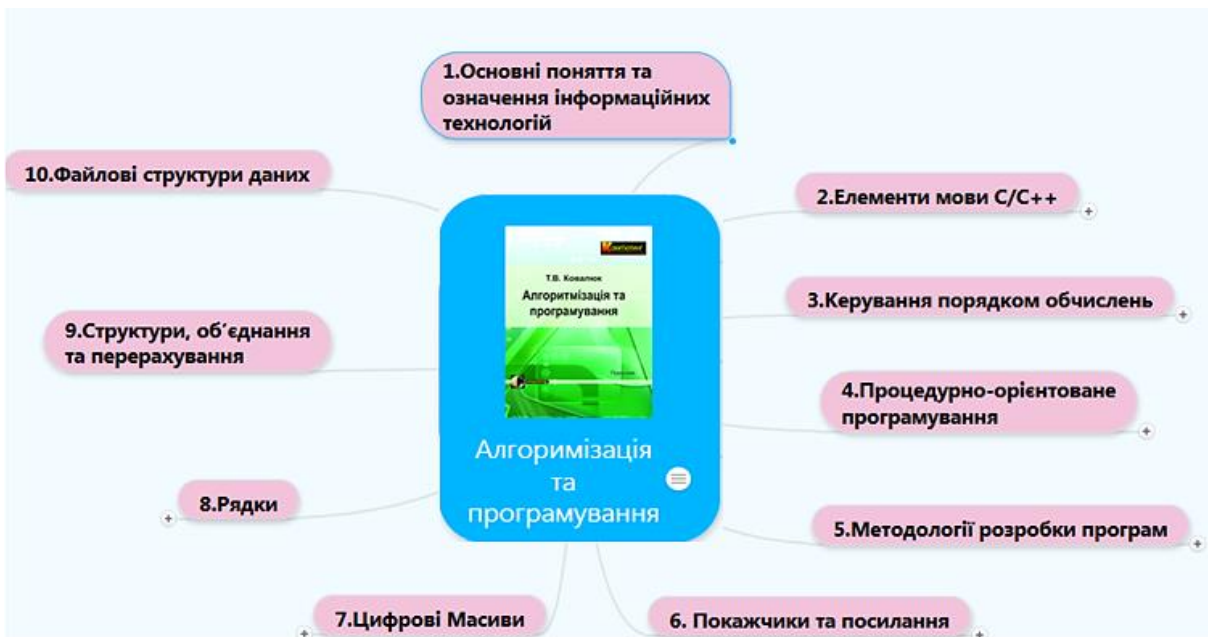 1.Основні поняття та
означення інформаційних
технологій
2.Елементи мови C/C++
3.Керування порядком обчислень
4.Процедурно-орієнтоване
програмування
5.Методології розробки програм
6. Покажчики та посилання
7.Цифрові Масиви
8.Рядки
9.Структури, об’єднання
та перерахування
10.Файлові структури даних
Т.В. Ковалюк
Алгоритмізація та
програмування
Алгоримізація
та
програмування